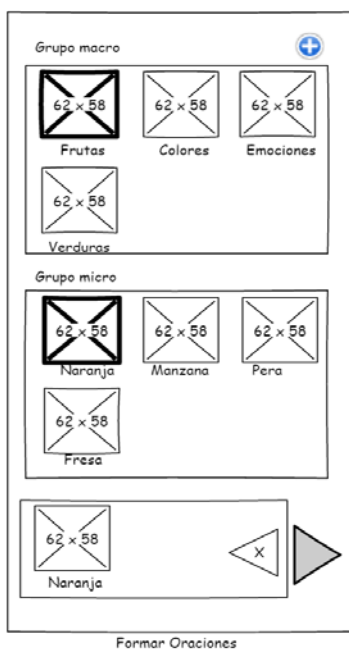 Grupo macro
62 x 58 62 x 58 62 x 58
Frutas Colores Emociones
62 x 58
Verduras
Grupo micro
62 x 58 62 x 58 62 x 58
Naranja Manzana Pera
62 x 58
Fresa
62 x 58 X
Naranja
Formar Oraciones